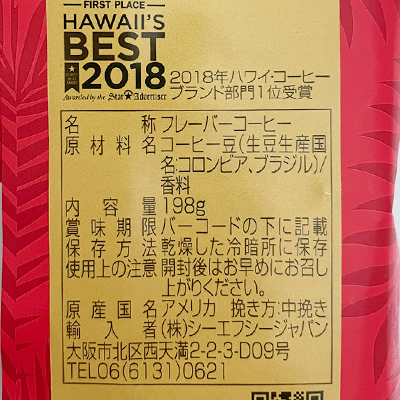 FIRST PLACE
HAWAII'S
BEST
2018
Awarded by the Star Advertiser
2018年ハワイ・コーヒー
ブランド部門1位受賞
名称 フレーバーコーヒー
原材料名 コーヒー豆(生豆生産国
名:コロンビア、ブラジル)/
香料
内容量 198g
賞味期限 バーコードの下に記載
保存方法 乾燥した冷暗所に保存
使用上の注意 開封後はお早めにお召し
上がりください。
原産国名 アメリカ 挽き方:中挽き
輸入者 (株)シーエフシージャパン
大阪市北区西天満2-2-3-D09号
TEL06(6131)0621